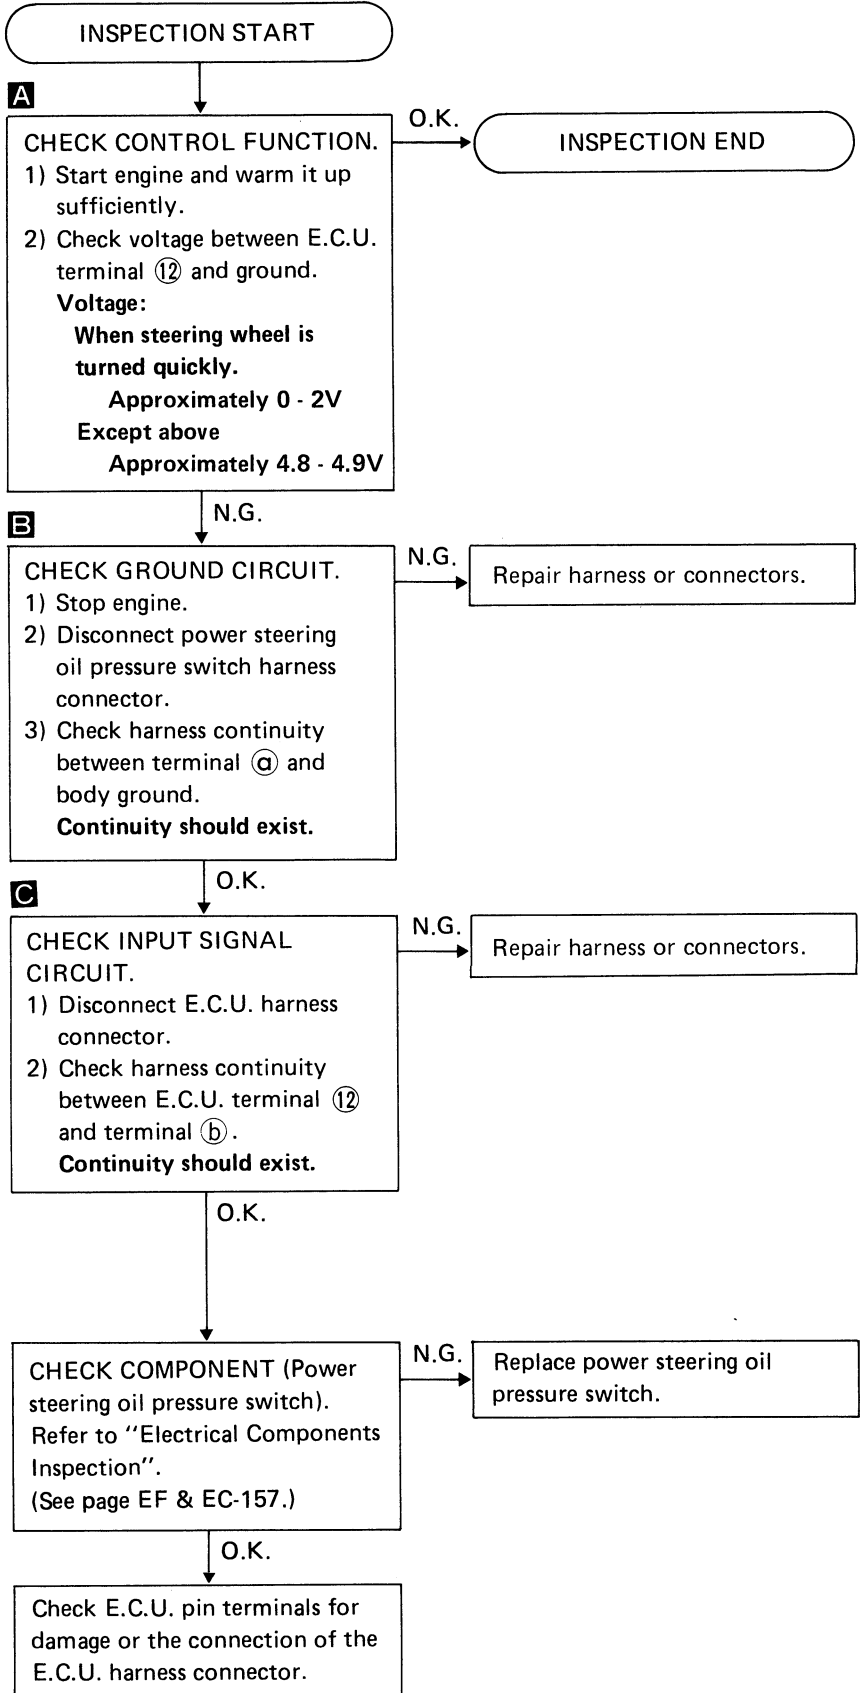 INSPECTION START
A
CHECK CONTROL FUNCTION.
1) Start engine and warm it up
sufficiently.
2) Check voltage between E.C.U.
terminal ⑫ and ground.
Voltage:
When steering wheel is
turned quickly.
Approximately 0 - 2V
Except above
Approximately 4.8 - 4.9V
O.K.
INSPECTION END
N.G.
B
CHECK GROUND CIRCUIT.
1) Stop engine.
2) Disconnect power steering
oil pressure switch harness
connector.
3) Check harness continuity
between terminal ⓐ and
body ground.
Continuity should exist.
N.G.
Repair harness or connectors.
O.K.
C
CHECK INPUT SIGNAL
CIRCUIT.
1) Disconnect E.C.U. harness
connector.
2) Check harness continuity
between E.C.U. terminal ⑫
and terminal ⓑ.
Continuity should exist.
N.G.
Repair harness or connectors.
O.K.
CHECK COMPONENT (Power
steering oil pressure switch).
Refer to "Electrical Components
Inspection".
(See page EF & EC-157.)
N.G.
Replace power steering oil
pressure switch.
O.K.
Check E.C.U. pin terminals for
damage or the connection of the
E.C.U. harness connector.